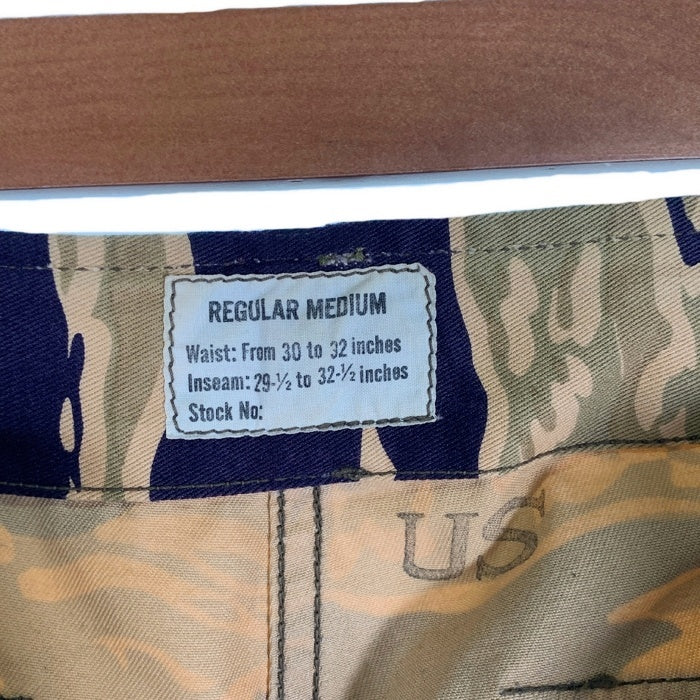 REGULAR MEDIUM
Waist: From 30 to 32 inches
Inseam: 29-½ to 32-½ inches
Stock No:
US